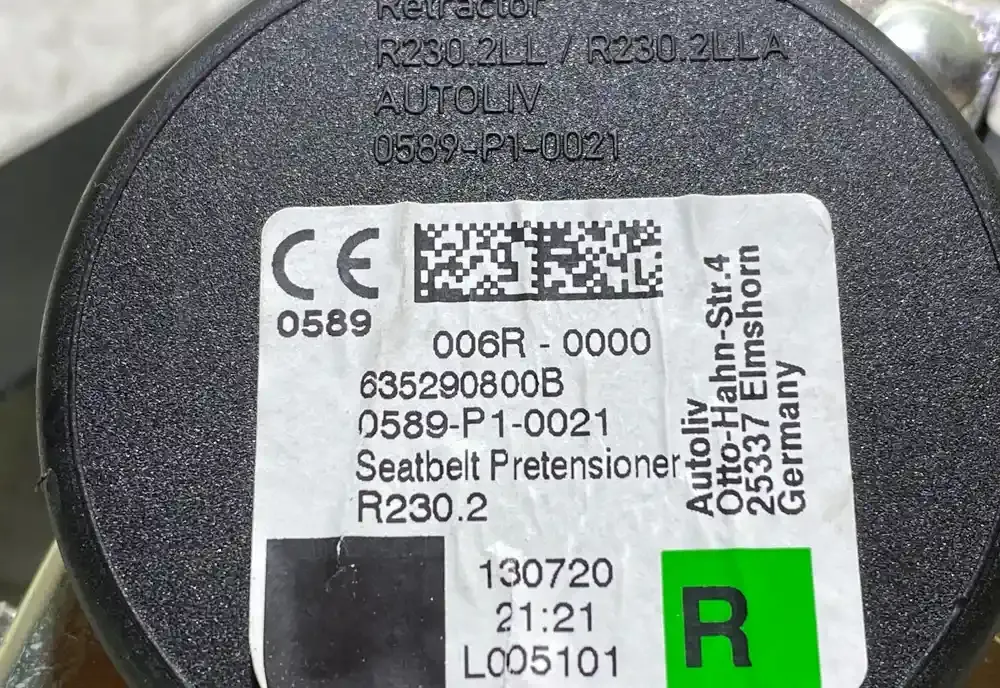 Retractor
R230.2LL / R230.2LLA
AUTOLIV
0589-P1-0021
CE
0589
006R - 0000
635290800B
0589-P1-0021
Seatbelt Pretensioner
R230.2
Autoliv
Otto-Hahn-Str.4
25337 Elmshorn
Germany
130720
21:21
L005101
R